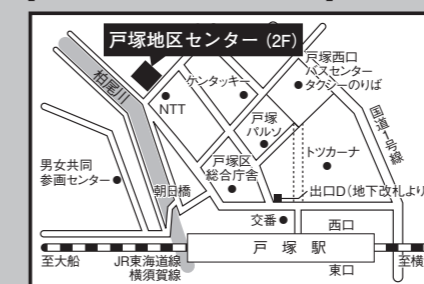 戸塚地区センター（2F）
柏尾川
戸塚西口
バスセンター
タクシーのりば
ケンタッキー
NTT
戸塚
パルソ
国道1号線
トツカーナ
男女共同
参画センター
戸塚区
総合庁舎
朝日橋
出口D（地下改札より
交番
西口
戸塚駅
至大船
JR東海道線
横須賀線
東口
至横